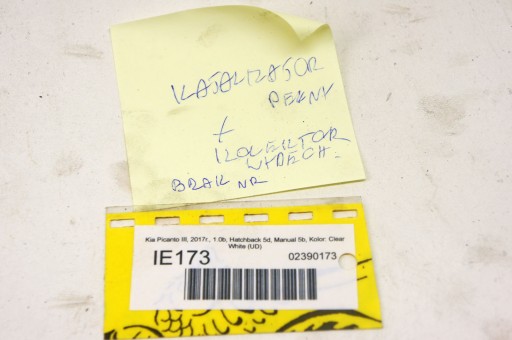 KATALIZATOR
PEŁNY
+
KOLEKTOR
WYDECH.
BRAK NR
Kia Picanto III, 2017r., 1.0b, Hatchback 5d, Manual 5b, Kolor: Clear
White (UD)
IE173
02390173